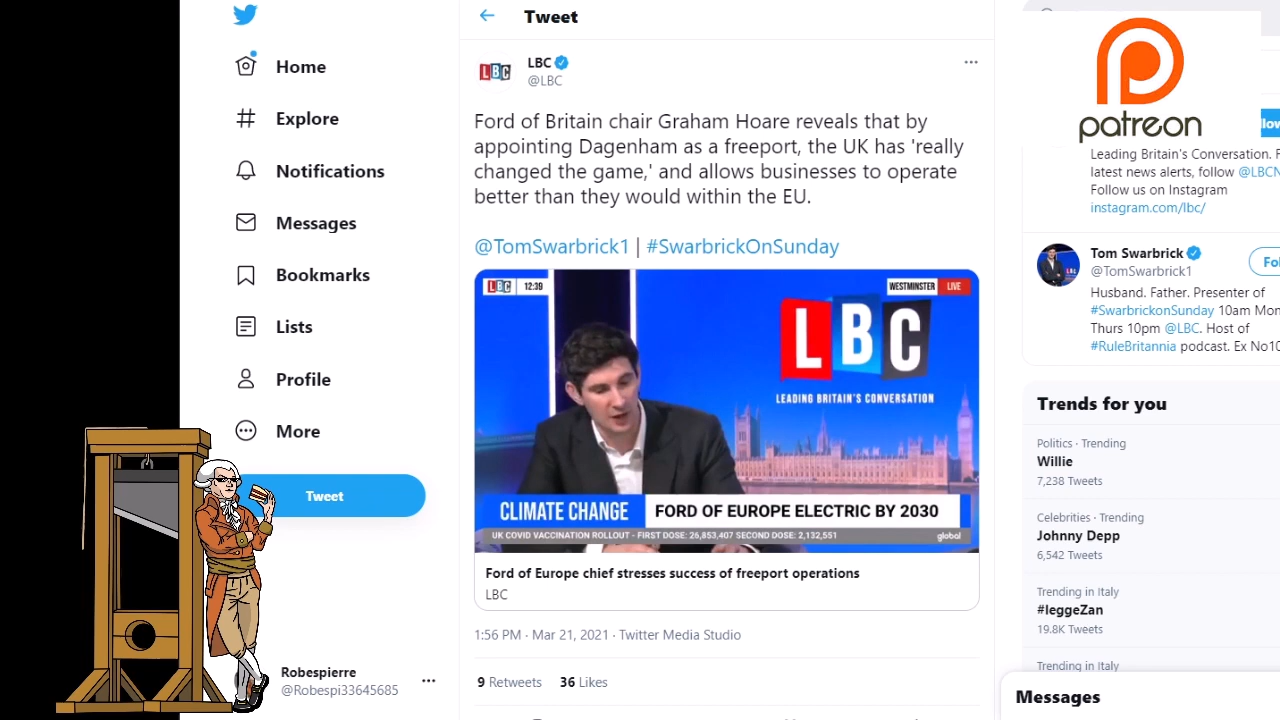 Home
Explore
Notifications
Messages
Bookmarks
Lists
Profile
More
Tweet
Robespierre
@Robespi33645685
Tweet
LBC
LBC
@LBC
Ford of Britain chair Graham Hoare reveals that by
appointing Dagenham as a freeport, the UK has 'really
changed the game,' and allows businesses to operate
better than they would within the EU.
@TomSwarbrick1 | #SwarbrickOnSunday
LBC 12:39
WESTMINSTER LIVE
LBC
LEADING BRITAIN'S CONVERSATION
CLIMATE CHANGE FORD OF EUROPE ELECTRIC BY 2030
UK COVID VACCINATION ROLLOUT - FIRST DOSE: 26,853,407 SECOND DOSE: 2,132,551
global
Ford of Europe chief stresses success of freeport operations
LBC
1:56 PM · Mar 21, 2021 · Twitter Media Studio
9 Retweets 36 Likes
patreon
Leading Britain's Conversation. F
latest news alerts, follow @LBCN
Follow us on Instagram
instagram.com/lbc/
Tom Swarbrick
@TomSwarbrick1
Fo
Husband. Father. Presenter of
#SwarbrickonSunday 10am Mon
Thurs 10pm @LBC. Host of
#RuleBritannia podcast. Ex No10
Trends for you
Politics · Trending
Willie
7,238 Tweets
Celebrities · Trending
Johnny Depp
6,542 Tweets
Trending in Italy
#leggeZan
19.8K Tweets
Trending in Italy
Messages